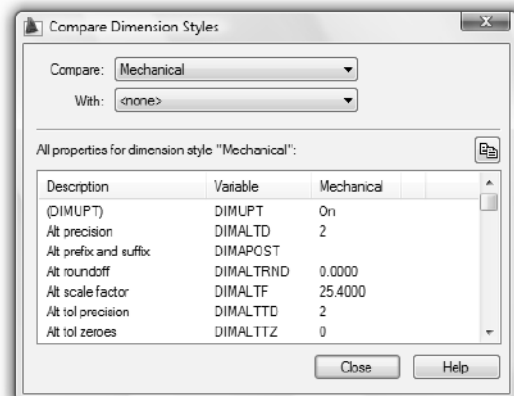 Compare Dimension Styles
Compare: Mechanical
With: <none>
All properties for dimension style "Mechanical":
Description Variable Mechanical
(DIMUPT) DIMUPT On
Alt precision DIMALTD 2
Alt prefix and suffix DIMAPOST
Alt roundoff DIMALTRND 0.0000
Alt scale factor DIMALTF 25.4000
Alt tol precision DIMALTTD 2
Alt tol zeroes DIMALTTZ 0
Close Help